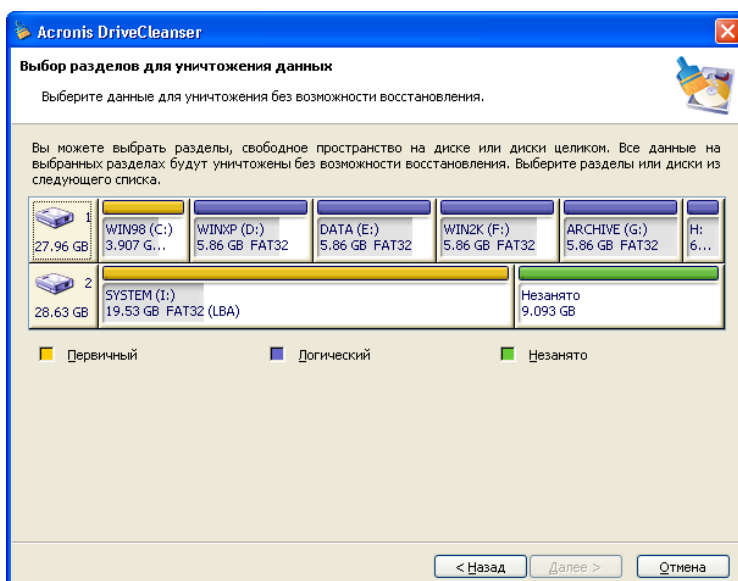 Acronis DriveCleanser
Выбор разделов для уничтожения данных
Выберите данные для уничтожения без возможности восстановления.
Вы можете выбрать разделы, свободное пространство на диске или диски целиком. Все данные на
выбранных разделах будут уничтожены без возможности восстановления. Выберите разделы или диски из
следующего списка.
1
27.96 GB
WIN98 (C:)
3.907 G...
WINXP (D:)
5.86 GB FAT32
DATA (E:)
5.86 GB FAT32
WIN2K (F:)
5.86 GB FAT32
ARCHIVE (G:)
5.86 GB FAT32
H:
6...
2
28.63 GB
SYSTEM (I:)
19.53 GB FAT32 (LBA)
Незанято
9.093 GB
Первичный
Логический
Незанято
< Назад
Далее >
Отмена